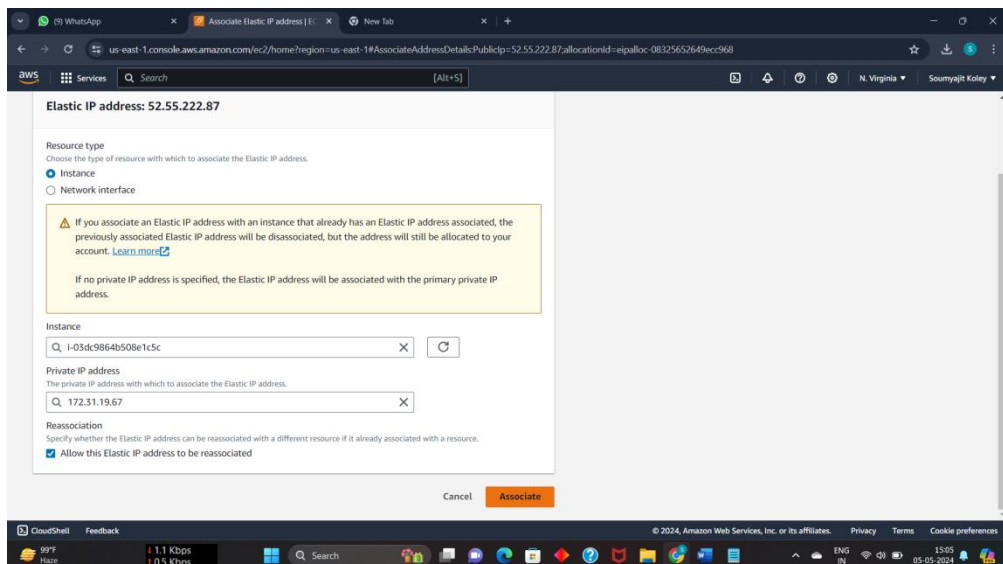 (9) WhatsApp
Associate Elastic IP address | EC
New Tab
us-east-1.console.aws.amazon.com/ec2/home?region=us-east-1#AssociateAddressDetails:PublicIp=52.55.222.87;allocationId=eipalloc-08325652649ecc968
S
aws
Services
Search
[Alt+S]
N. Virginia
Soumyajit Koley
Elastic IP address: 52.55.222.87
Resource type
Choose the type of resource with which to associate the Elastic IP address.
Instance
Network interface
If you associate an Elastic IP address with an instance that already has an Elastic IP address associated, the
previously associated Elastic IP address will be disassociated, but the address will still be allocated to your
account. Learn more
If no private IP address is specified, the Elastic IP address will be associated with the primary private IP
address.
Instance
i-03dc9864b508e1c5c
Private IP address
The private IP address with which to associate the Elastic IP address.
172.31.19.67
Reassociation
Specify whether the Elastic IP address can be reassociated with a different resource if it already associated with a resource.
Allow this Elastic IP address to be reassociated
Cancel
Associate
CloudShell
Feedback
© 2024, Amazon Web Services, Inc. or its affiliates.
Privacy
Terms
Cookie preferences
99°F
Haze
1.1 Kbps
0.5 Kbps
Search
ENG
IN
15:05
05-05-2024